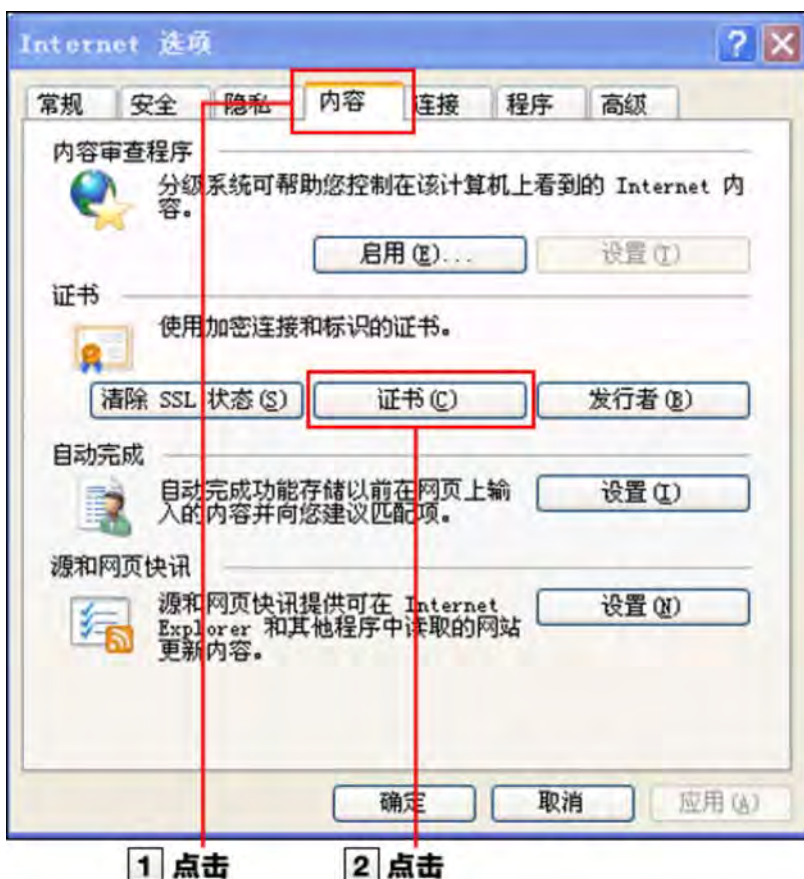 Internet 选项
常规 安全 隐私 内容 连接 程序 高级
内容审查程序
分级系统可帮助您控制在该计算机上看到的 Internet 内
容。
启用(E)... 设置(T)
证书
使用加密连接和标识的证书。
清除 SSL 状态(S) 证书(C) 发行者(B)
自动完成
自动完成功能存储以前在网页上输
入的内容并向您建议匹配项。
设置(I)
源和网页快讯
源和网页快讯提供可在 Internet
Explorer 和其他程序中读取的网站
更新内容。
设置(N)
确定 取消 应用(A)
1 点击 2 点击